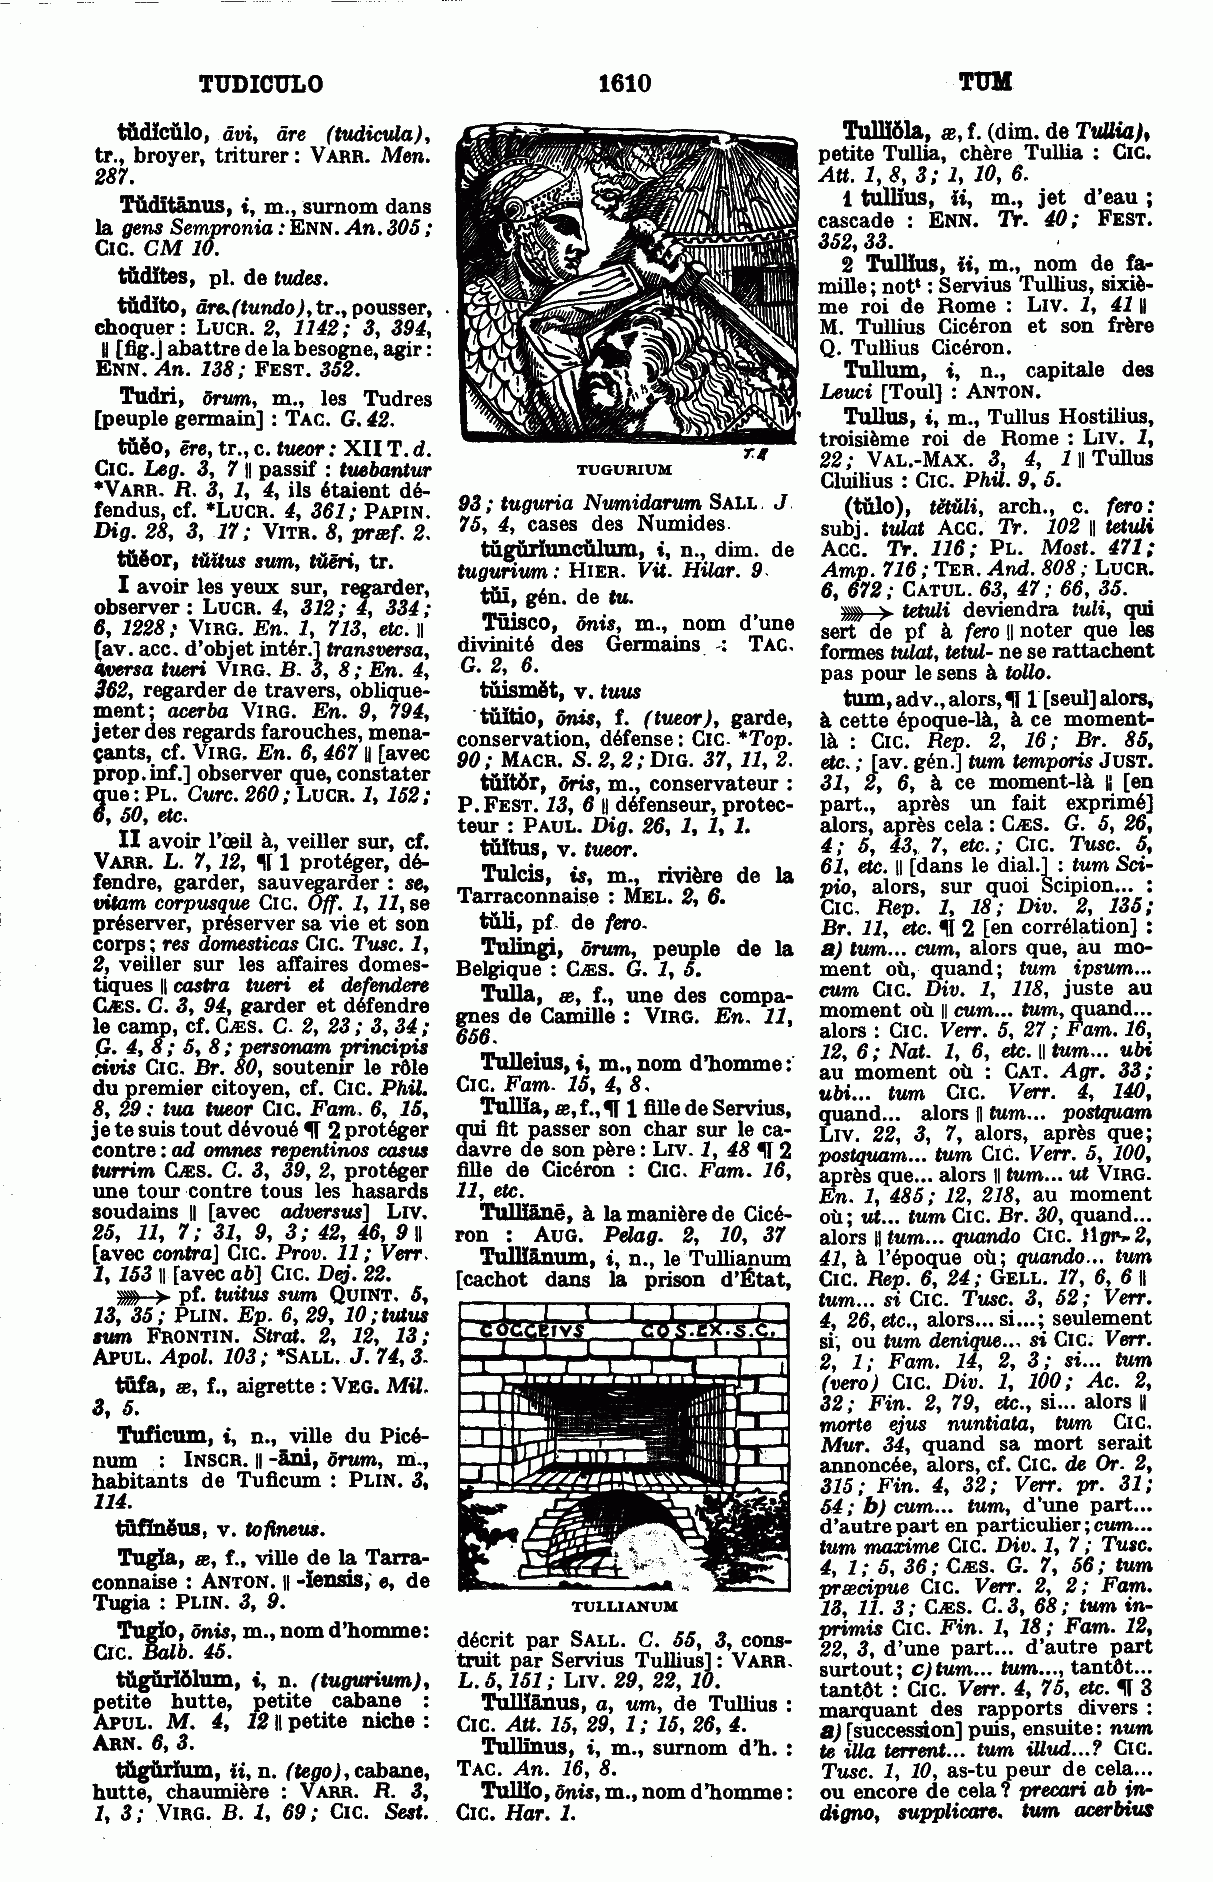 TUDICULO 1610 TUM
tŭdĭcŭlo, āvi, āre (tudicula),
tr., broyer, triturer : VARR. Men.
287.
Tŭdĭtānus, i, m., surnom dans
la gens Sempronia : ENN. An. 305 ;
CIC. CM 10.
tŭdĭtes, pl. de tudes.
tŭdĭto, āre (tundo), tr., pousser,
choquer : LUCR. 2, 1142 ; 3, 394,
|| [fig.] abattre de la besogne, agir :
ENN. An. 138 ; FEST. 352.
Tudri, ōrum, m., les Tudres
[peuple germain] : TAC. G. 42.
tŭĕo, ēre, tr., c. tueor : XII T. d.
CIC. Leg. 3, 7 || passif : tuebantur
*VARR. R. 3, 1, 4, ils étaient dé-
fendus, cf. *LUCR. 4, 361 ; PAPIN.
Dig. 28, 3, 17 ; VITR. 8, præf. 2.
tŭĕor, tŭĭtus sum, tŭēri, tr.
I avoir les yeux sur, regarder,
observer : LUCR. 4, 312 ; 4, 334 ;
6, 1228 ; VIRG. En. 1, 713, etc. ||
[av. acc. d'objet intér.] transversa,
aversa tueri VIRG. B. 3, 8 ; En. 4,
362, regarder de travers, oblique-
ment ; acerba VIRG. En. 9, 794,
jeter des regards farouches, mena-
çants, cf. VIRG. En. 6, 467 || [avec
prop. inf.] observer que, constater
que : PL. Curc. 260 ; LUCR. 1, 152 ;
6, 50, etc.
II avoir l'œil à, veiller sur, cf.
VARR. L. 7, 12, ¶ 1 protéger, dé-
fendre, garder, sauvegarder : se,
vitam corpusque CIC. Off. 1, 11, se
préserver, préserver sa vie et son
corps ; res domesticas CIC. Tusc. 1,
2, veiller sur les affaires domes-
tiques || castra tueri et defendere
CÆS. C. 3, 94, garder et défendre
le camp, cf. CÆS. C. 2, 23 ; 3, 34 ;
G. 4, 8 ; 5, 8 ; personam principis
civis CIC. Br. 80, soutenir le rôle
du premier citoyen, cf. CIC. Phil.
8, 29 : tua tueor CIC. Fam. 6, 15,
je te suis tout dévoué ¶ 2 protéger
contre : ad omnes repentinos casus
turrim CÆS. C. 3, 39, 2, protéger
une tour contre tous les hasards
soudains || [avec adversus] LIV.
25, 11, 7 ; 31, 9, 3 ; 42, 46, 9 ||
[avec contra] CIC. Prov. 11 ; Verr.
1, 153 || [avec ab] CIC. Dej. 22.
pf. tuitus sum QUINT. 5,
13, 35 ; PLIN. Ep. 6, 29, 10 ; tutus
sum FRONTIN. Strat. 2, 12, 13 ;
APUL. Apol. 103 ; *SALL. J. 74, 3.
tūfa, æ, f., aigrette : VEG. Mil.
3, 5.
Tuficum, i, n., ville du Picé-
num : INSCR. || -āni, ōrum, m.,
habitants de Tuficum : PLIN. 3,
114.
tūfĭnĕus, v. tofineus.
Tugĭa, æ, f., ville de la Tarra-
connaise : ANTON. || -ĭensis, e, de
Tugia : PLIN. 3, 9.
Tugĭo, ōnis, m., nom d'homme :
CIC. Balb. 45.
tŭgŭrĭŏlum, i, n. (tugurium),
petite hutte, petite cabane :
APUL. M. 4, 12 || petite niche :
ARN. 6, 3.
tŭgŭrĭum, ii, n. (tego), cabane,
hutte, chaumière : VARR. R. 3,
1, 3 ; VIRG. B. 1, 69 ; CIC. Sest.
TUGURIUM
93 ; tuguria Numidarum SALL. J.
75, 4, cases des Numides.
tŭgŭrĭuncŭlum, i, n., dim. de
tugurium : HIER. Vit. Hilar. 9.
tŭī, gén. de tu.
Tūisco, ōnis, m., nom d'une
divinité des Germains : TAC.
G. 2, 6.
tŭismĕt, v. tuus
tŭĭtio, ōnis, f. (tueor), garde,
conservation, défense : CIC. *Top.
90 ; MACR. S. 2, 2 ; DIG. 37, 11, 2.
tŭĭtŏr, ōris, m., conservateur :
P. FEST. 13, 6 || défenseur, protec-
teur : PAUL. Dig. 26, 1, 1, 1.
tŭĭtus, v. tueor.
Tulcis, is, m., rivière de la
Tarraconnaise : MEL. 2, 6.
tŭli, pf. de fero.
Tulingi, ōrum, peuple de la
Belgique : CÆS. G. 1, 5.
Tulla, æ, f., une des compa-
gnes de Camille : VIRG. En. 11,
656.
Tulleius, i, m., nom d'homme :
CIC. Fam. 15, 4, 8.
Tullĭa, æ, f., ¶ 1 fille de Servius,
qui fit passer son char sur le ca-
davre de son père : LIV. 1, 48 ¶ 2
fille de Cicéron : CIC. Fam. 16,
11, etc.
Tullĭānē, à la manière de Cicé-
ron : AUG. Pelag. 2, 10, 37
Tullĭānum, i, n., le Tullianum
[cachot dans la prison d'État,
COCCEIVS COS.EX.S.C.
TULLIANUM
décrit par SALL. C. 55, 3, cons-
truit par Servius Tullius] : VARR.
L. 5, 151 ; LIV. 29, 22, 10.
Tullĭānus, a, um, de Tullius :
CIC. Att. 15, 29, 1 ; 15, 26, 4.
Tullīnus, i, m., surnom d'h. :
TAC. An. 16, 8.
Tullĭo, ōnis, m., nom d'homme :
CIC. Har. 1.
Tullĭŏla, æ, f. (dim. de Tullia),
petite Tullia, chère Tullia : CIC.
Att. 1, 8, 3 ; 1, 10, 6.
1 tullĭus, ĭi, m., jet d'eau ;
cascade : ENN. Tr. 40 ; FEST.
352, 33.
2 Tullĭus, ĭi, m., nom de fa-
mille ; nott : Servius Tullius, sixiè-
me roi de Rome : LIV. 1, 41 ||
M. Tullius Cicéron et son frère
Q. Tullius Cicéron.
Tullum, i, n., capitale des
Leuci [Toul] : ANTON.
Tullus, i, m., Tullus Hostilius,
troisième roi de Rome : LIV. 1,
22 ; VAL.-MAX. 3, 4, 1 || Tullus
Cluilius : CIC. Phil. 9, 5.
(tŭlo), tĕtŭli, arch., c. fero :
subj. tulat ACC. Tr. 102 || tetuli
ACC. Tr. 116 ; PL. Most. 471 ;
Amp. 716 ; TER. And. 808 ; LUCR.
6, 672 ; CATUL. 63, 47 ; 66, 35.
tetuli deviendra tuli, qui
sert de pf à fero || noter que les
formes tulat, tetul- ne se rattachent
pas pour le sens à tollo.
tum, adv., alors, ¶ 1 [seul] alors,
à cette époque-là, à ce moment-
là : CIC. Rep. 2, 16 ; Br. 85,
etc. ; [av. gén.] tum temporis JUST.
31, 2, 6, à ce moment-là || [en
part., après un fait exprimé]
alors, après cela : CÆS. G. 5, 26,
4 ; 5, 43, 7, etc. ; CIC. Tusc. 5,
61, etc. || [dans le dial.] : tum Sci-
pio, alors, sur quoi Scipion... :
CIC. Rep. 1, 18 ; Div. 2, 135 ;
Br. 11, etc. ¶ 2 [en corrélation] :
a) tum... cum, alors que, au mo-
ment où, quand ; tum ipsum...
cum CIC. Div. 1, 118, juste au
moment où || cum... tum, quand...
alors : CIC. Verr. 5, 27 ; Fam. 16,
12, 6 ; Nat. 1, 6, etc. || tum... ubi
au moment où : CAT. Agr. 33 ;
ubi... tum CIC. Verr. 4, 140,
quand... alors || tum... postquam
LIV. 22, 3, 7, alors, après que ;
postquam... tum CIC. Verr. 5, 100,
après que... alors || tum... ut VIRG.
En. 1, 485 ; 12, 218, au moment
où ; ut... tum CIC. Br. 30, quand...
alors || tum... quando CIC. 2,
41, à l'époque où ; quando... tum
CIC. Rep. 6, 24 ; GELL. 17, 6, 6 ||
tum... si CIC. Tusc. 3, 52 ; Verr.
4, 26, etc., alors... si... ; seulement
si, ou tum denique... si CIC. Verr.
2, 1 ; Fam. 14, 2, 3 ; si... tum
(vero) CIC. Div. 1, 100 ; Ac. 2,
32 ; Fin. 2, 79, etc., si... alors ||
morte ejus nuntiata, tum CIC.
Mur. 34, quand sa mort serait
annoncée, alors, cf. CIC. de Or. 2,
315 ; Fin. 4, 32 ; Verr. pr. 31 ;
54 ; b) cum... tum, d'une part...
d'autre part en particulier ; cum...
tum maxime CIC. Div. 1, 7 ; Tusc.
4, 1 ; 5, 36 ; CÆS. G. 7, 56 ; tum
præcipue CIC. Verr. 2, 2 ; Fam.
13, 11. 3 ; CÆS. C. 3, 68 ; tum in-
primis CIC. Fin. 1, 18 ; Fam. 12,
22, 3, d'une part... d'autre part
surtout ; c) tum... tum..., tantôt...
tantôt : CIC. Verr. 4, 75, etc. ¶ 3
marquant des rapports divers :
a) [succession] puis, ensuite : num
te illa terrent... tum illud...? CIC.
Tusc. 1, 10, as-tu peur de cela...
ou encore de cela ? precari ab in-
digno, supplicare, tum acerbius